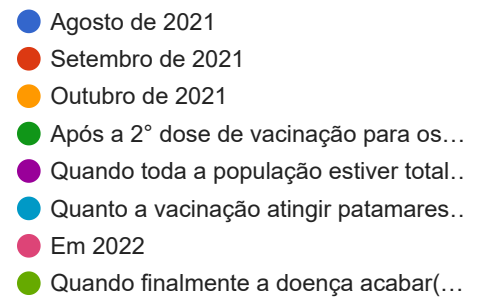 Agosto de 2021
Setembro de 2021
Outubro de 2021
Após a 2° dose de vacinação para os…
Quando toda a população estiver total…
Quanto a vacinação atingir patamares…
Em 2022
Quando finalmente a doença acabar(…